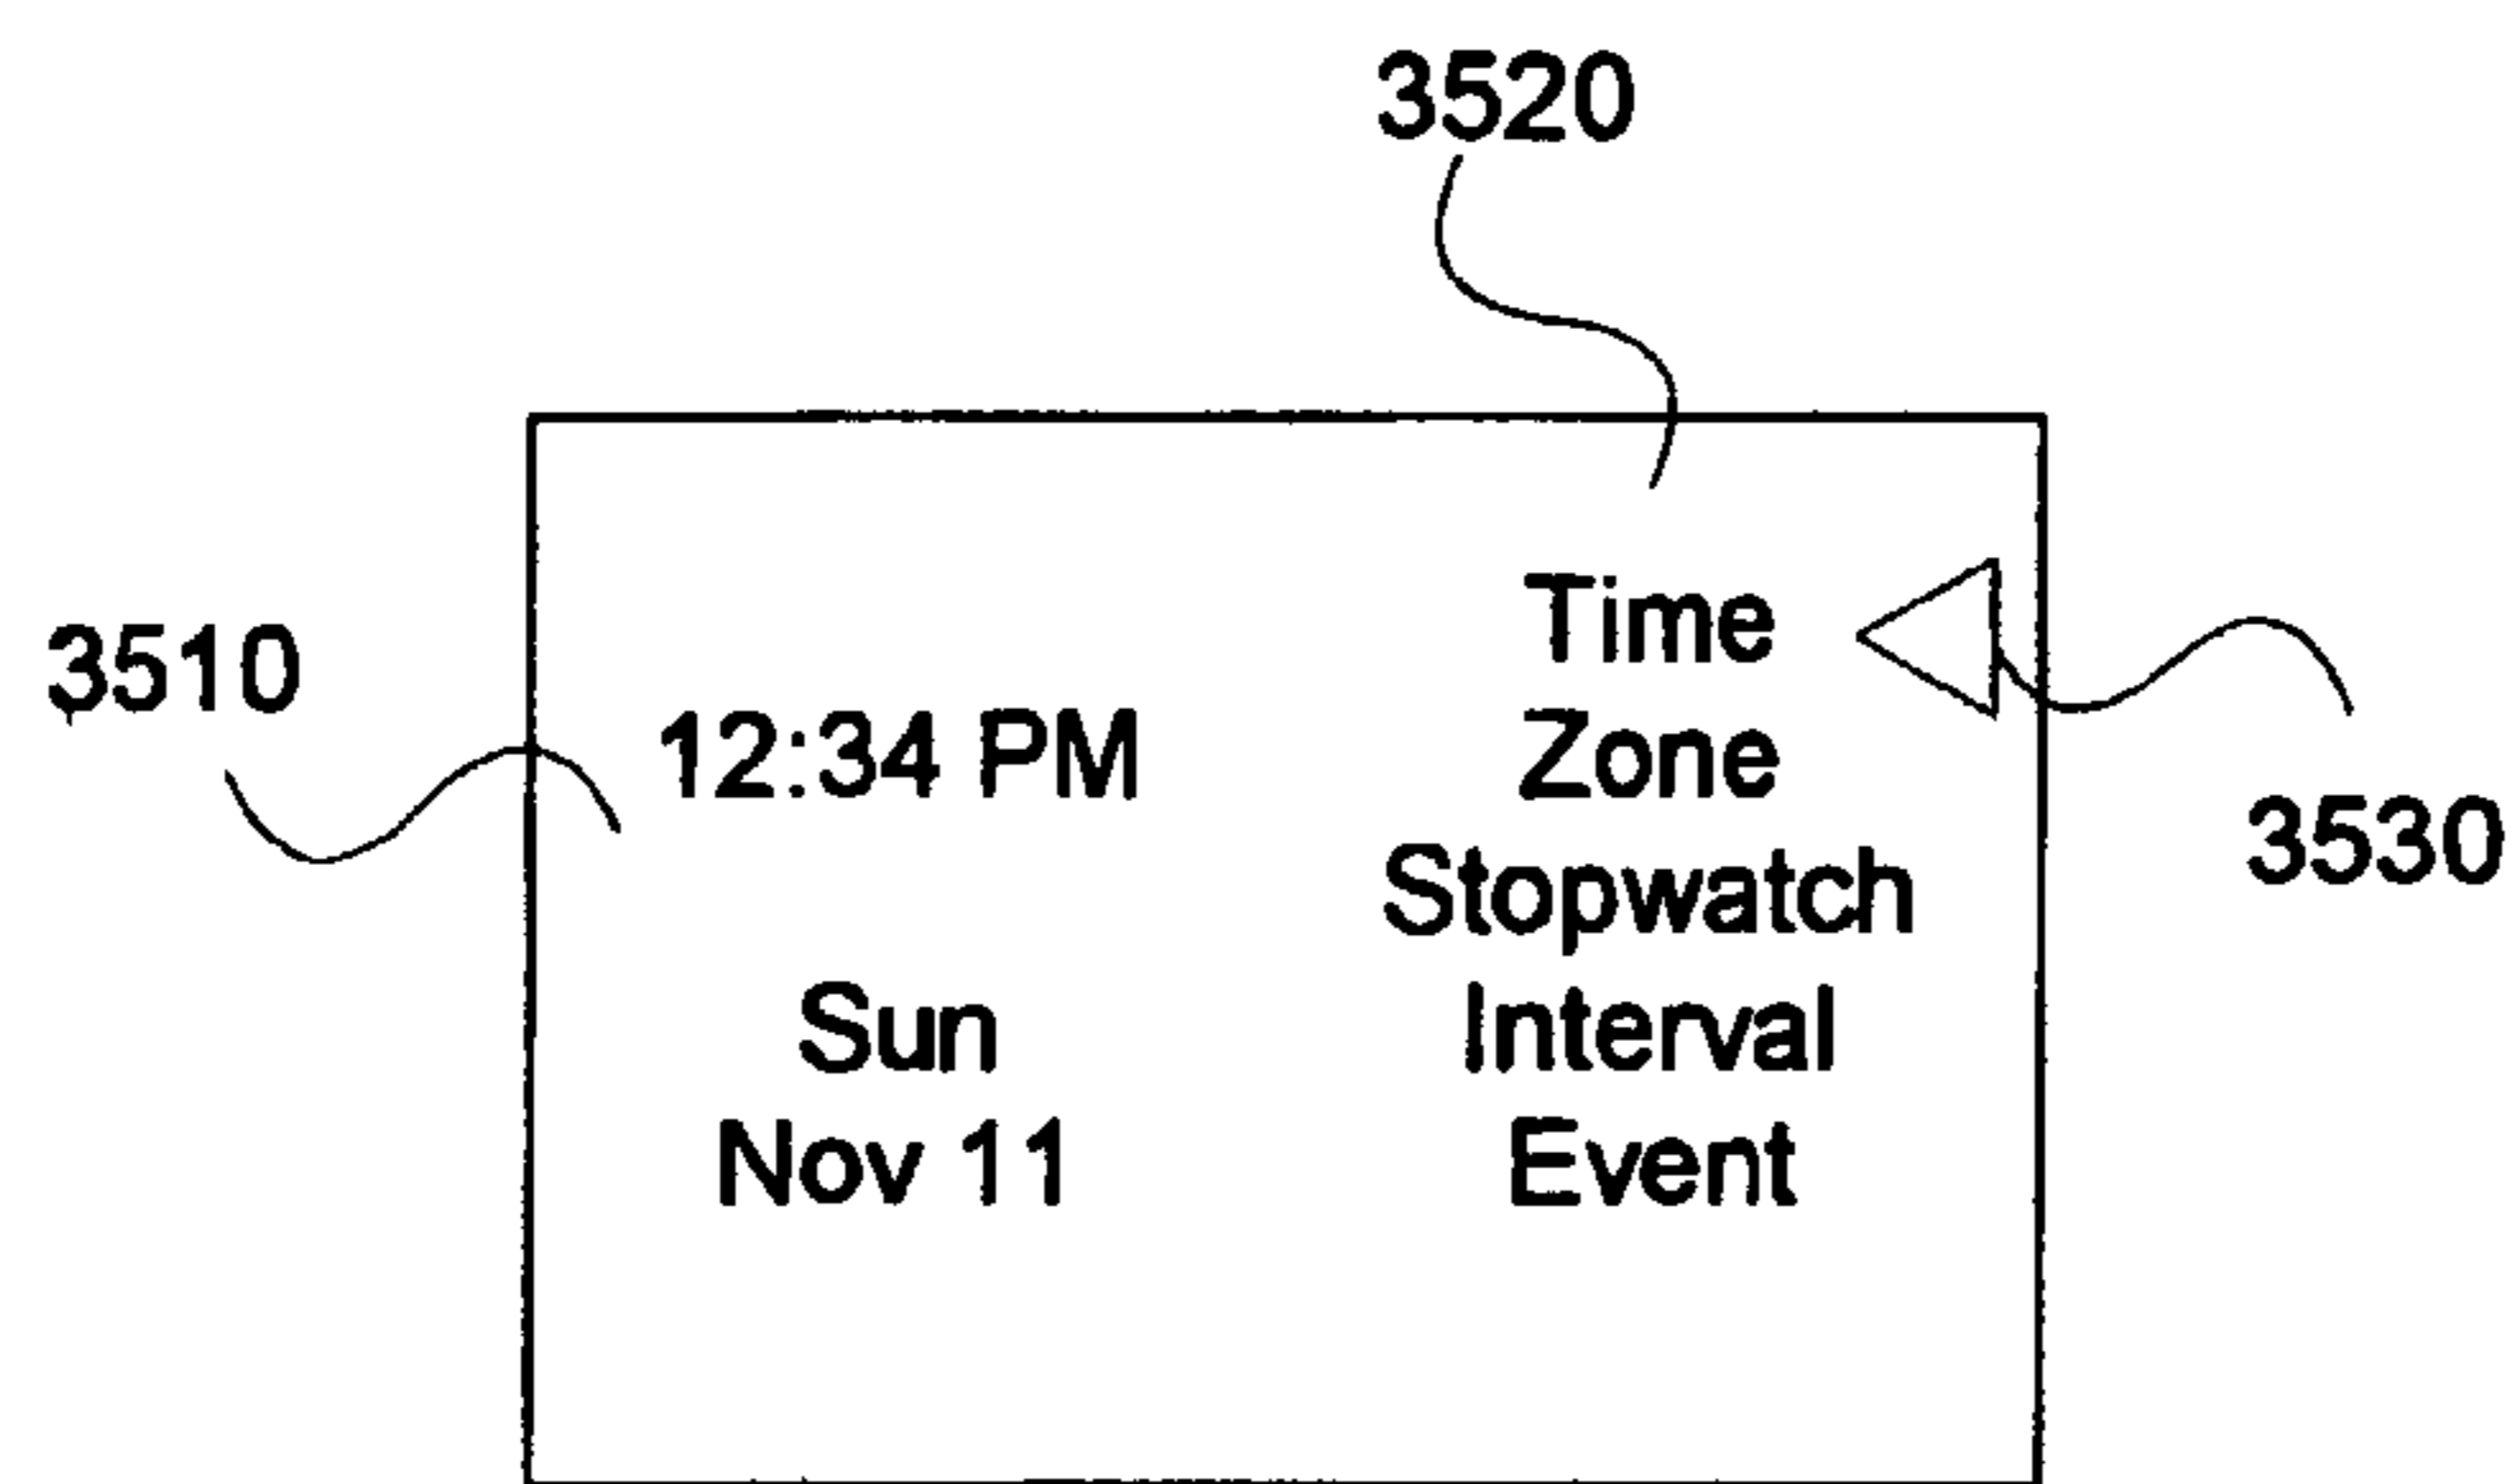 3520
3510
12:34 PM
Sun
Nov 11
Time
Zone
Stopwatch
Interval
Event
3530